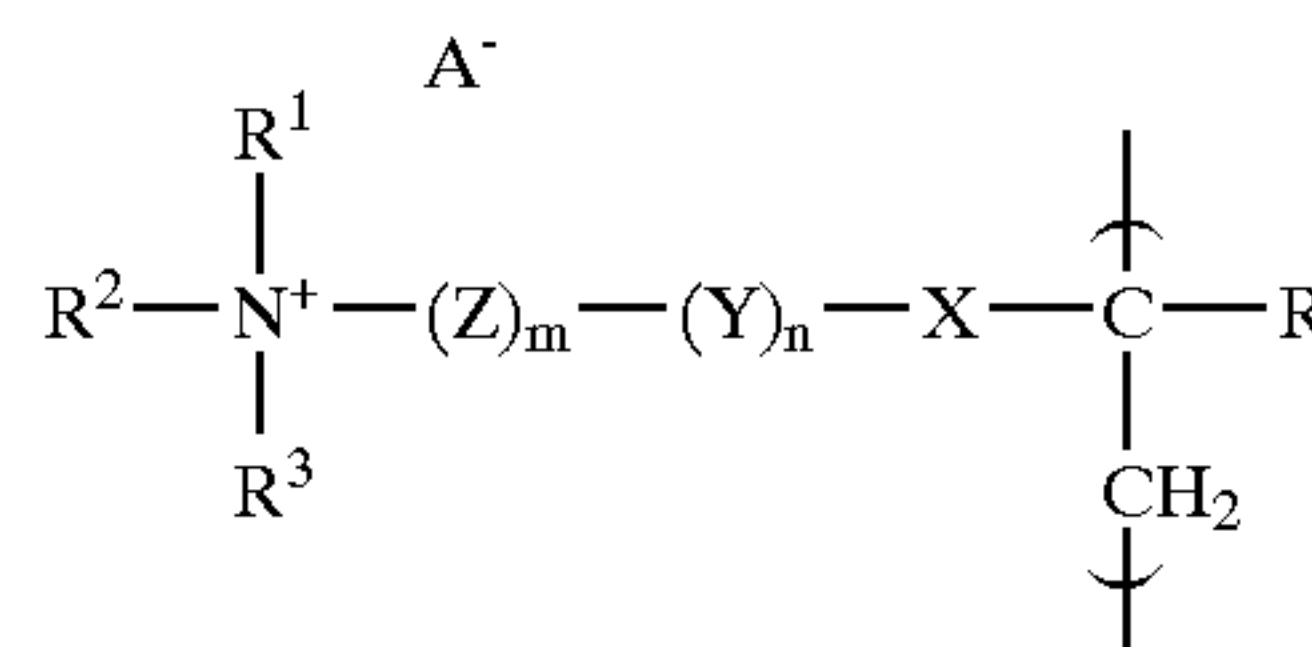 A⁻
R¹
R²—N⁺—(Z)ₘ—(Y)ₙ—X—C—R
R³
CH₂